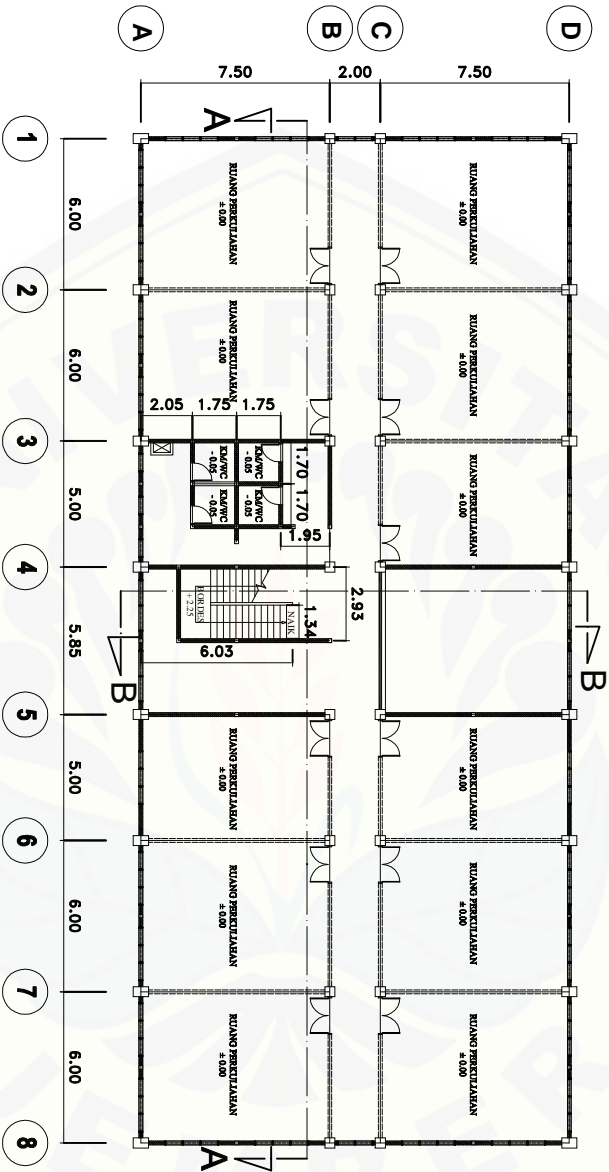 A
B
C
D
7.50
2.00
7.50
A
1
6.00
2
6.00
3
5.00
4
5.85
5
5.00
6
6.00
7
6.00
8
RUANG PERKULIAHAN
± 0.00
RUANG PERKULIAHAN
± 0.00
RUANG PERKULIAHAN
± 0.00
RUANG PERKULIAHAN
± 0.00
RUANG PERKULIAHAN
± 0.00
2.05
1.75
1.75
KM/WC
- 0.05
KM/WC
- 0.05
KM/WC
- 0.05
KM/WC
- 0.05
1.70
1.70
1.95
2.93
1.34
NAIK
BORDES
+ 2.25
6.03
B
B
RUANG PERKULIAHAN
± 0.00
RUANG PERKULIAHAN
± 0.00
RUANG PERKULIAHAN
± 0.00
RUANG PERKULIAHAN
± 0.00
RUANG PERKULIAHAN
± 0.00
RUANG PERKULIAHAN
± 0.00
A
UNIVERSITAS
JEMBER